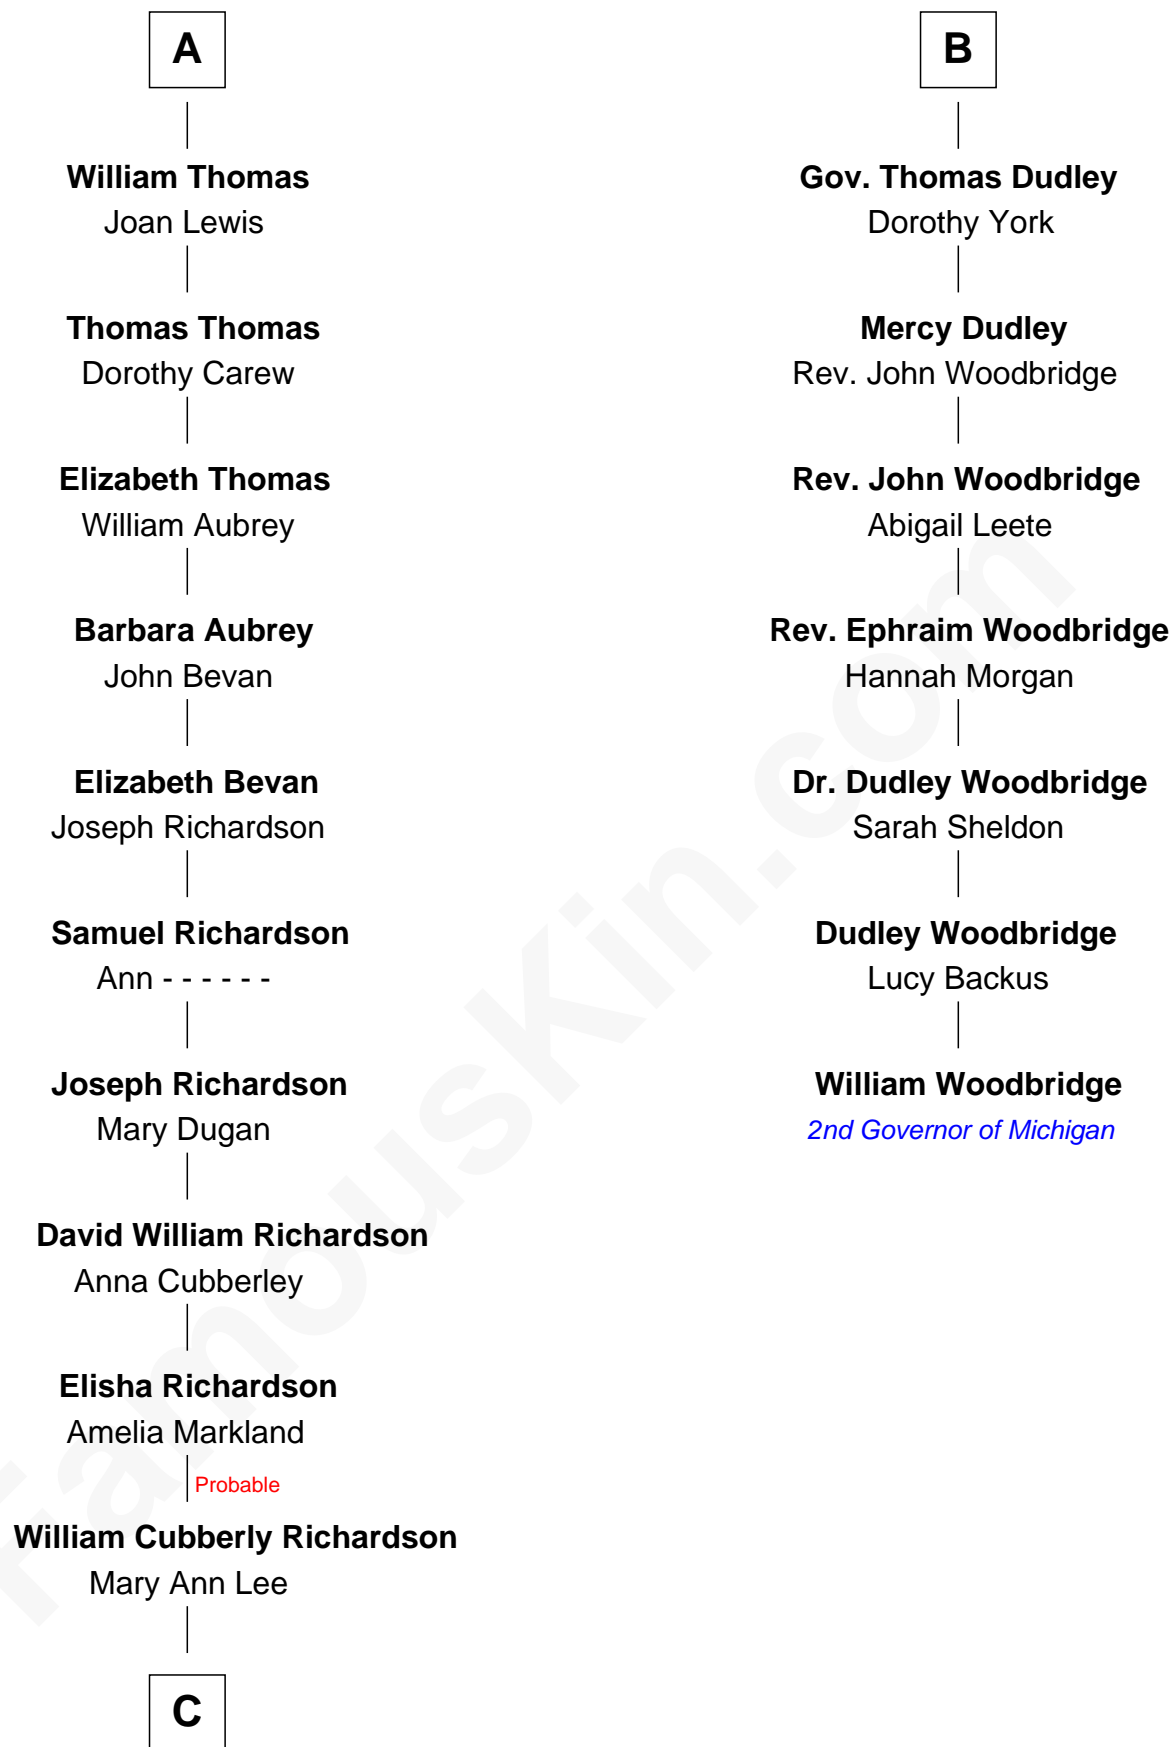 A
William Thomas
Joan Lewis
Thomas Thomas
Dorothy Carew
Elizabeth Thomas
William Aubrey
Barbara Aubrey
John Bevan
Elizabeth Bevan
Joseph Richardson
Samuel Richardson
Ann - - - - - -
Joseph Richardson
Mary Dugan
David William Richardson
Anna Cubberley
Elisha Richardson
Amelia Markland
Probable
William Cubberly Richardson
Mary Ann Lee
C
B
Gov. Thomas Dudley
Dorothy York
Mercy Dudley
Rev. John Woodbridge
Rev. John Woodbridge
Abigail Leete
Rev. Ephraim Woodbridge
Hannah Morgan
Dr. Dudley Woodbridge
Sarah Sheldon
Dudley Woodbridge
Lucy Backus
William Woodbridge
2nd Governor of Michigan
FamousKin.com